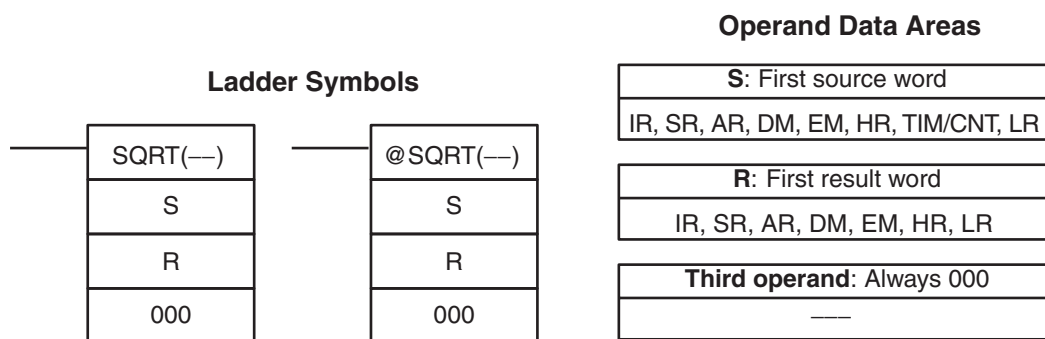 Operand Data Areas
Ladder Symbols
SQRT(––)
S
R
000
@SQRT(––)
S
R
000
S: First source word
IR, SR, AR, DM, EM, HR, TIM/CNT, LR
R: First result word
IR, SR, AR, DM, EM, HR, LR
Third operand: Always 000
–––